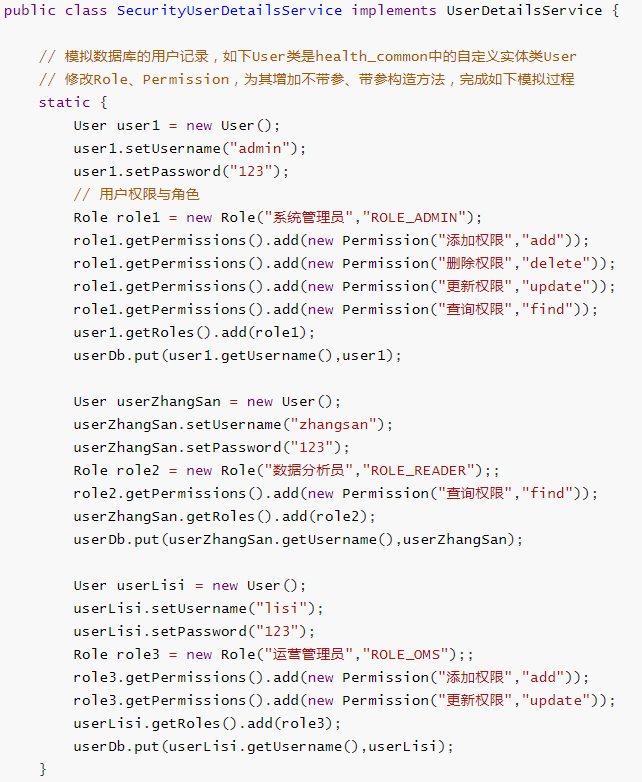 public class SecurityUserDetailsService implements UserDetailsService {
// 模拟数据库的用户记录，如下User类是health_common中的自定义实体类User
// 修改Role、Permission，为其增加不带参、带参构造方法，完成如下模拟过程
static {
User user1 = new User();
user1.setUsername("admin");
user1.setPassword("123");
// 用户权限与角色
Role role1 = new Role("系统管理员","ROLE_ADMIN");
role1.getPermissions().add(new Permission("添加权限","add"));
role1.getPermissions().add(new Permission("删除权限","delete"));
role1.getPermissions().add(new Permission("更新权限","update"));
role1.getPermissions().add(new Permission("查询权限","find"));
user1.getRoles().add(role1);
userDb.put(user1.getUsername(),user1);
User userZhangSan = new User();
userZhangSan.setUsername("zhangsan");
userZhangSan.setPassword("123");
Role role2 = new Role("数据分析员","ROLE_READER");;
role2.getPermissions().add(new Permission("查询权限","find"));
userZhangSan.getRoles().add(role2);
userDb.put(userZhangSan.getUsername(),userZhangSan);
User userLisi = new User();
userLisi.setUsername("lisi");
userLisi.setPassword("123");
Role role3 = new Role("运营管理员","ROLE_OMS");;
role3.getPermissions().add(new Permission("添加权限","add"));
role3.getPermissions().add(new Permission("更新权限","update"));
userLisi.getRoles().add(role3);
userDb.put(userLisi.getUsername(),userLisi);
}